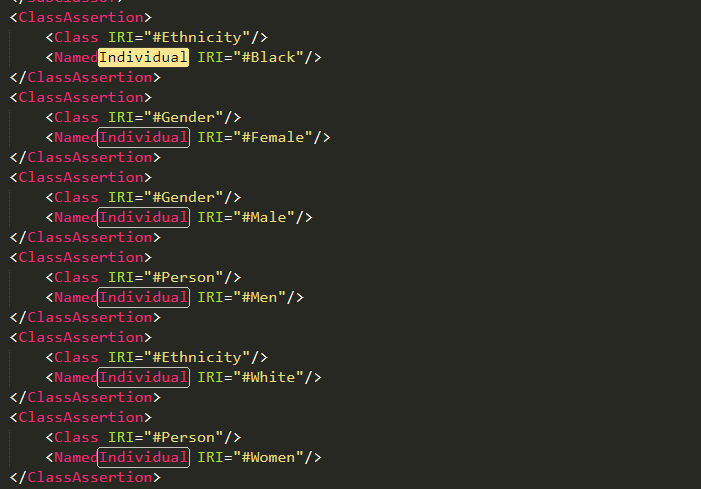 <ClassAssertion>
<Class IRI="#Ethnicity"/>
<NamedIndividual IRI="#Black"/>
</ClassAssertion>
<ClassAssertion>
<Class IRI="#Gender"/>
<NamedIndividual IRI="#Female"/>
</ClassAssertion>
<ClassAssertion>
<Class IRI="#Gender"/>
<NamedIndividual IRI="#Male"/>
</ClassAssertion>
<ClassAssertion>
<Class IRI="#Person"/>
<NamedIndividual IRI="#Men"/>
</ClassAssertion>
<ClassAssertion>
<Class IRI="#Ethnicity"/>
<NamedIndividual IRI="#White"/>
</ClassAssertion>
<ClassAssertion>
<Class IRI="#Person"/>
<NamedIndividual IRI="#Women"/>
</ClassAssertion>